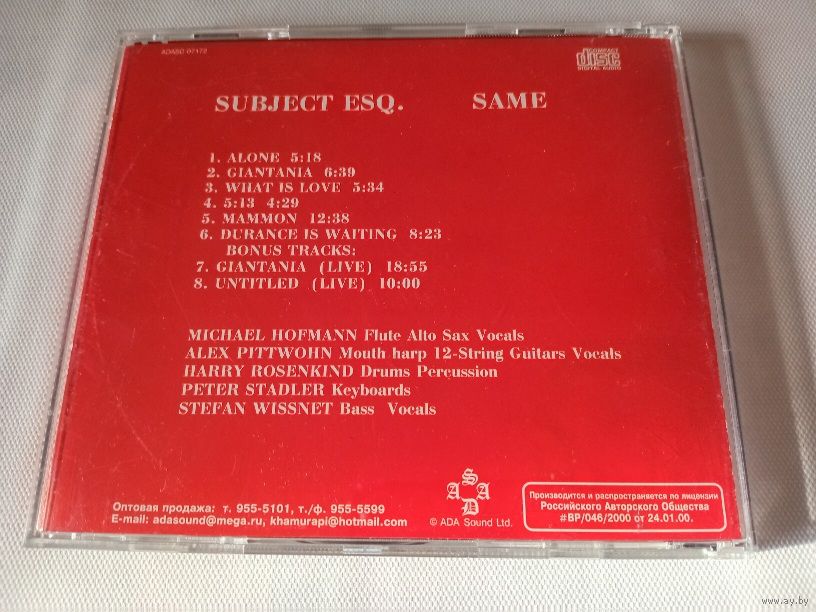 ADASC 07172
COMPACT
disc
DIGITAL AUDIO
SUBJECT ESQ. SAME
1. ALONE 5:18
2. GIANTANIA 6:39
3. WHAT IS LOVE 5:34
4. 5:13 4:29
5. MAMMON 12:38
6. DURANCE IS WAITING 8:23
BONUS TRACKS:
7. GIANTANIA (LIVE) 18:55
8. UNTITLED (LIVE) 10:00
MICHAEL HOFMANN Flute Alto Sax Vocals
ALEX PITTWOHN Mouth harp 12-String Guitars Vocals
HARRY ROSENKIND Drums Percussion
PETER STADLER Keyboards
STEFAN WISSNET Bass Vocals
Оптовая продажа: т. 955-5101, т./ф. 955-5599
E-mail: adasound@mega.ru, khamurapi@hotmail.com
S
A A
D
© ADA Sound Ltd.
Производится и распространяется по лицензии
Российского Авторского Общества
#BP/046/2000 от 24.01.00.
www.ay.by